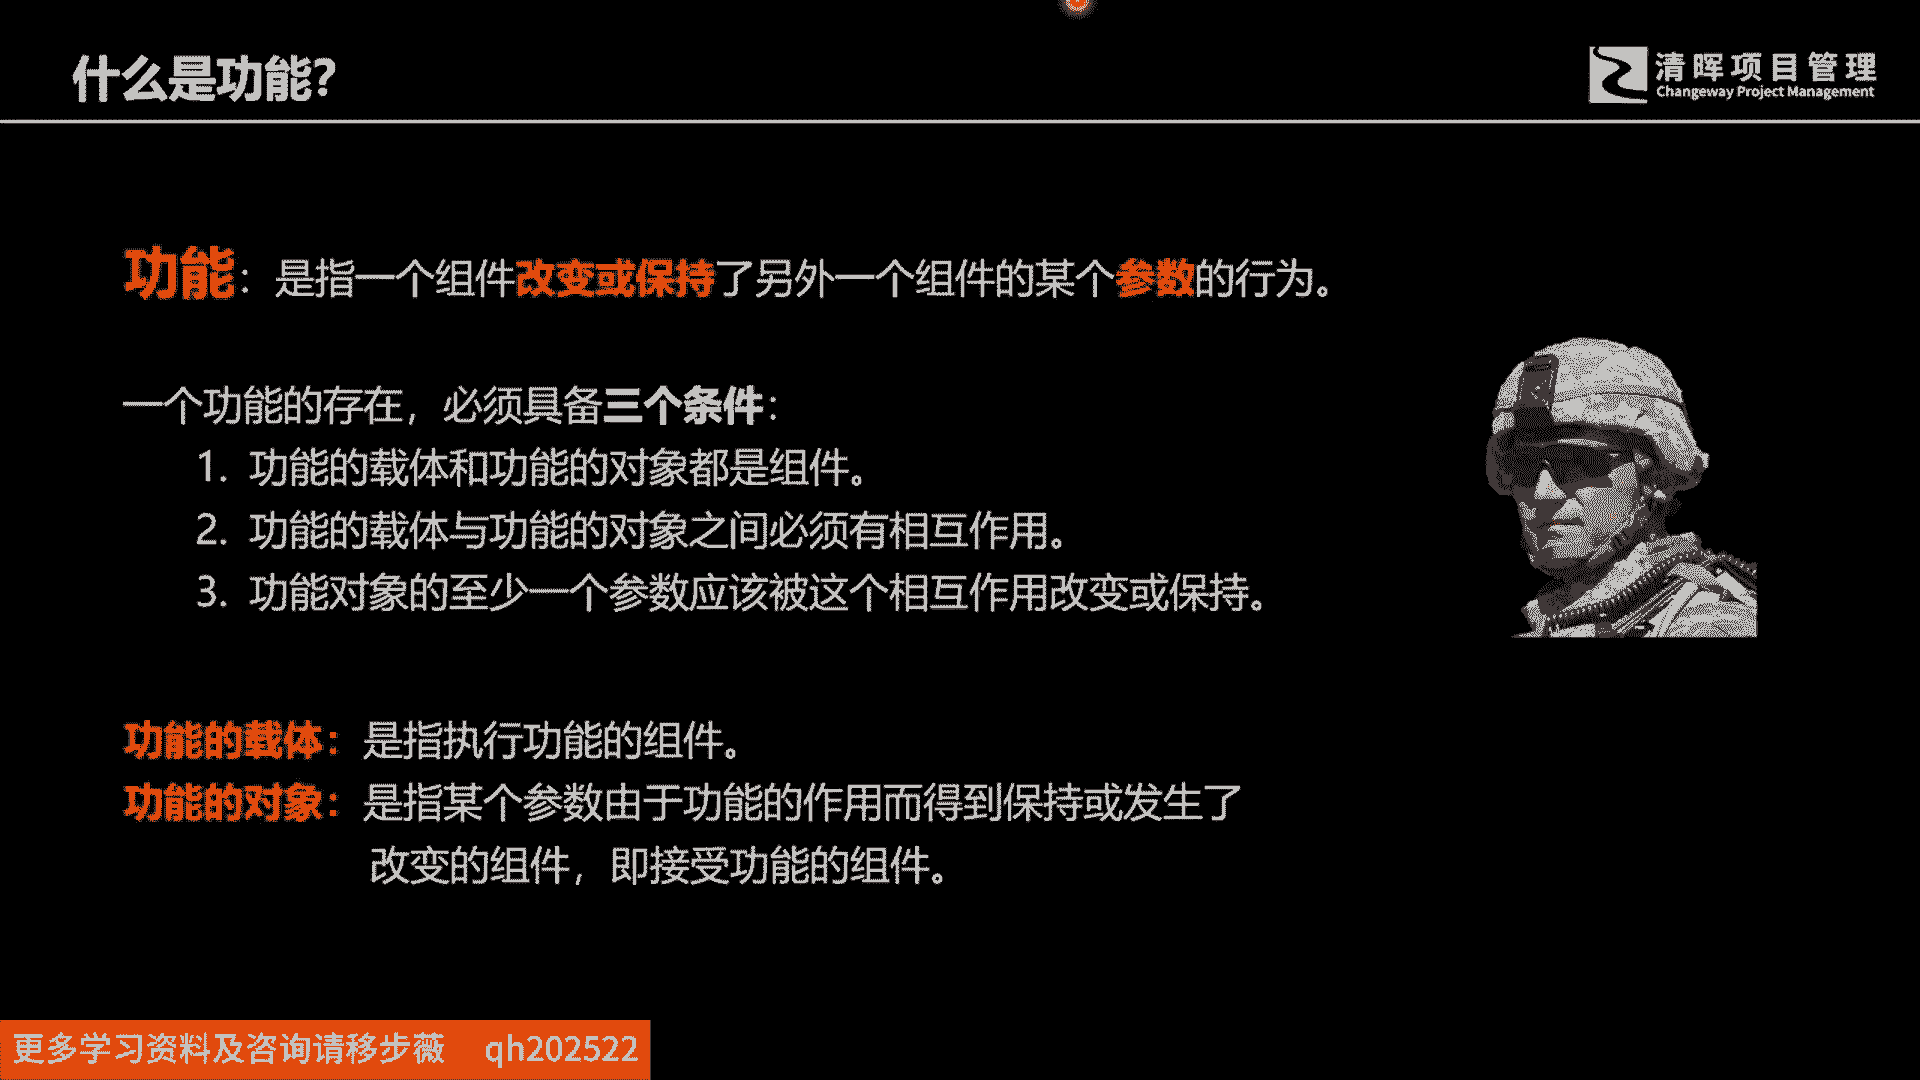 什么是功能?
清晖项目管理
Changeway Project Management
功能：是指一个组件改变或保持了另外一个组件的某个参数的行为。
一个功能的存在，必须具备三个条件：
1. 功能的载体和功能的对象都是组件。
2. 功能的载体与功能的对象之间必须有相互作用。
3. 功能对象的至少一个参数应该被这个相互作用改变或保持。
功能的载体：是指执行功能的组件。
功能的对象：是指某个参数由于功能的作用而得到保持或发生了
改变的组件，即接受功能的组件。
更多学习资料及咨询请移步薇 qh202522